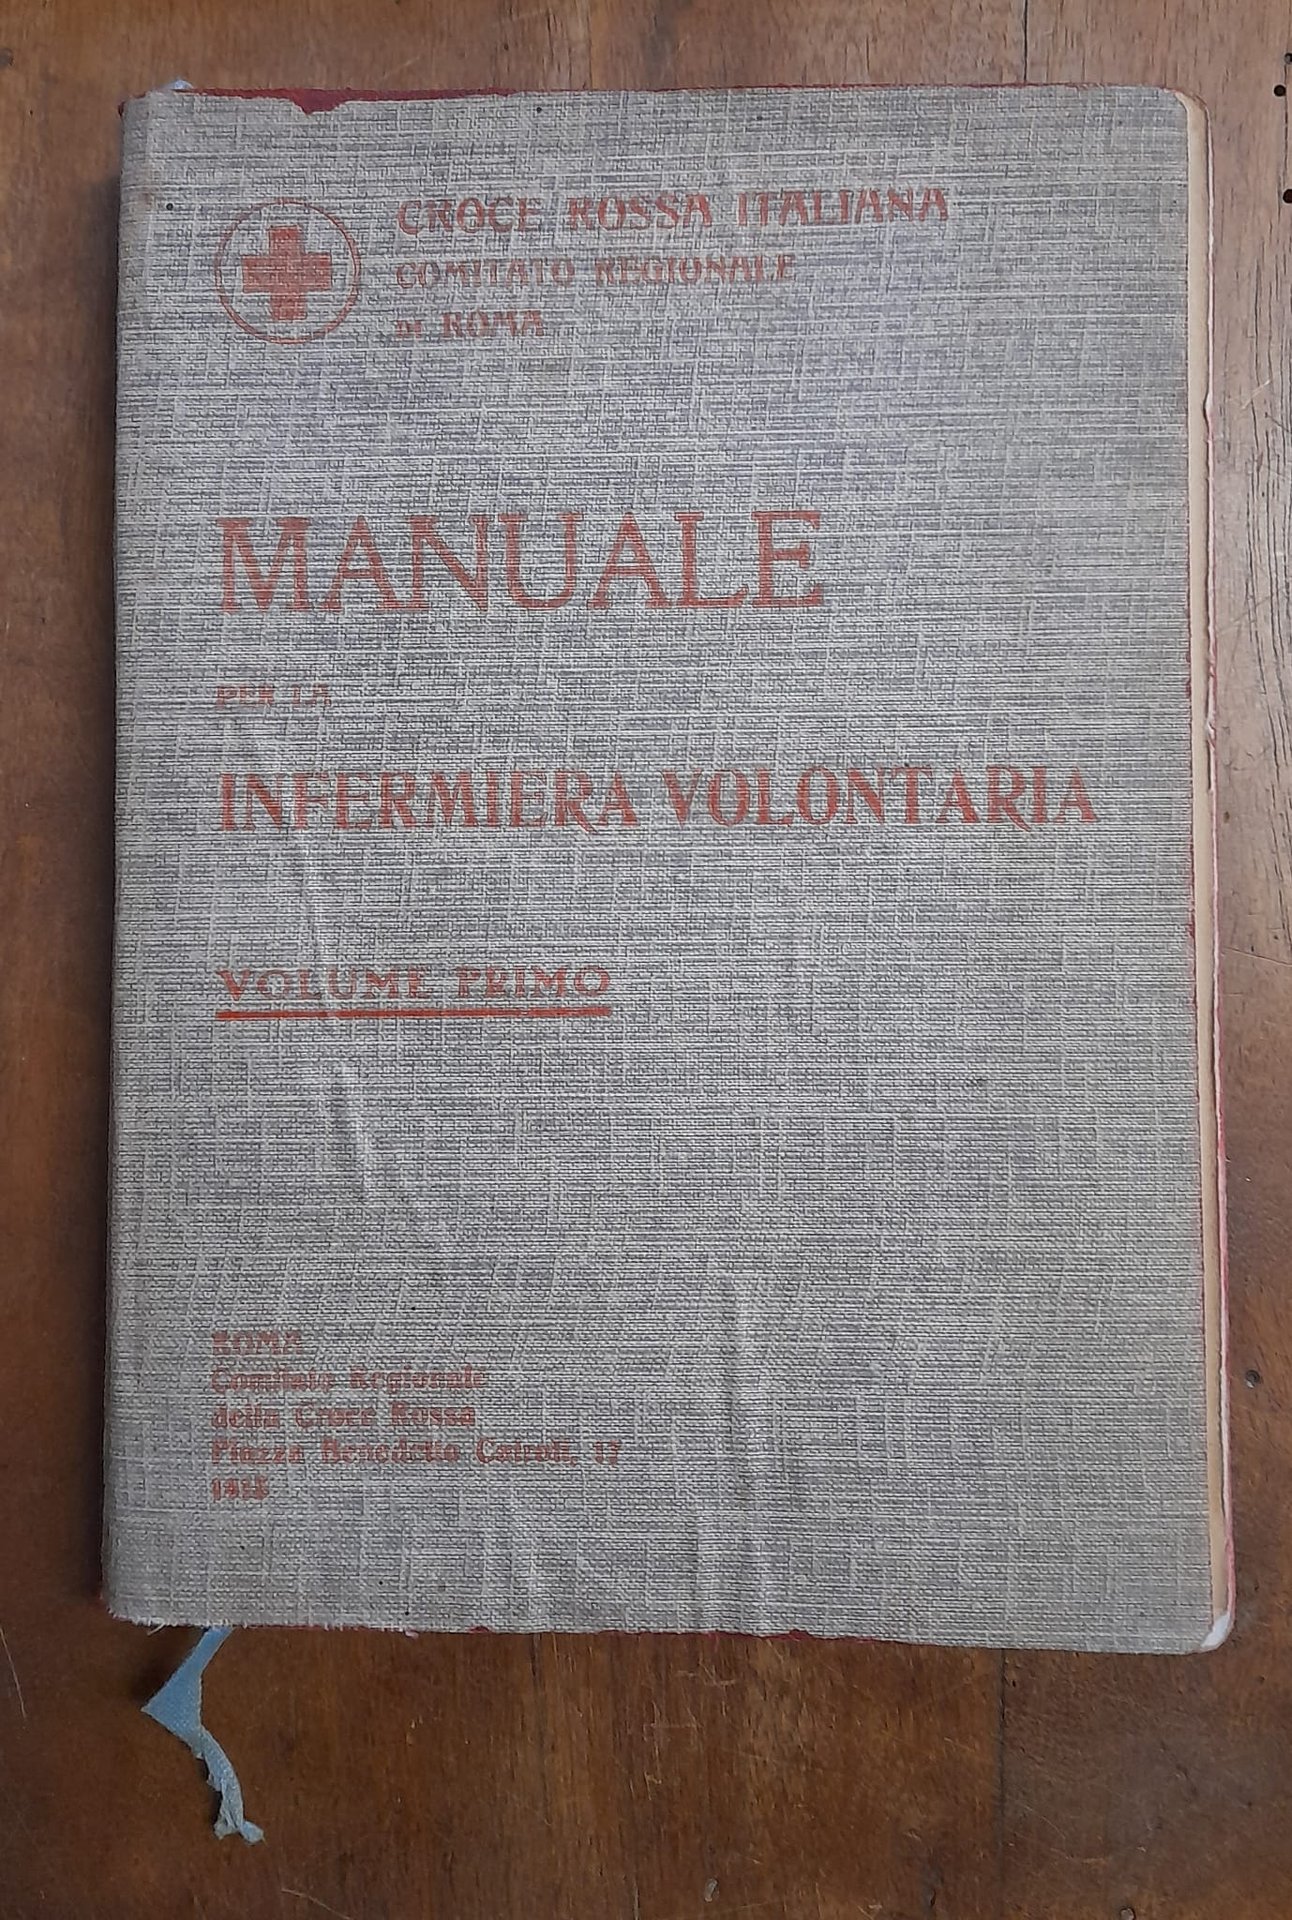 CROCE ROSSA ITALIANA
COMITATO REGIONALE
DI ROMA
MANUALE
PER LA
INFERMIERA VOLONTARIA
VOLUME PRIMO
ROMA
Comitato Regionale
della Croce Rossa
Piazza Benedetto Cairoli, 17